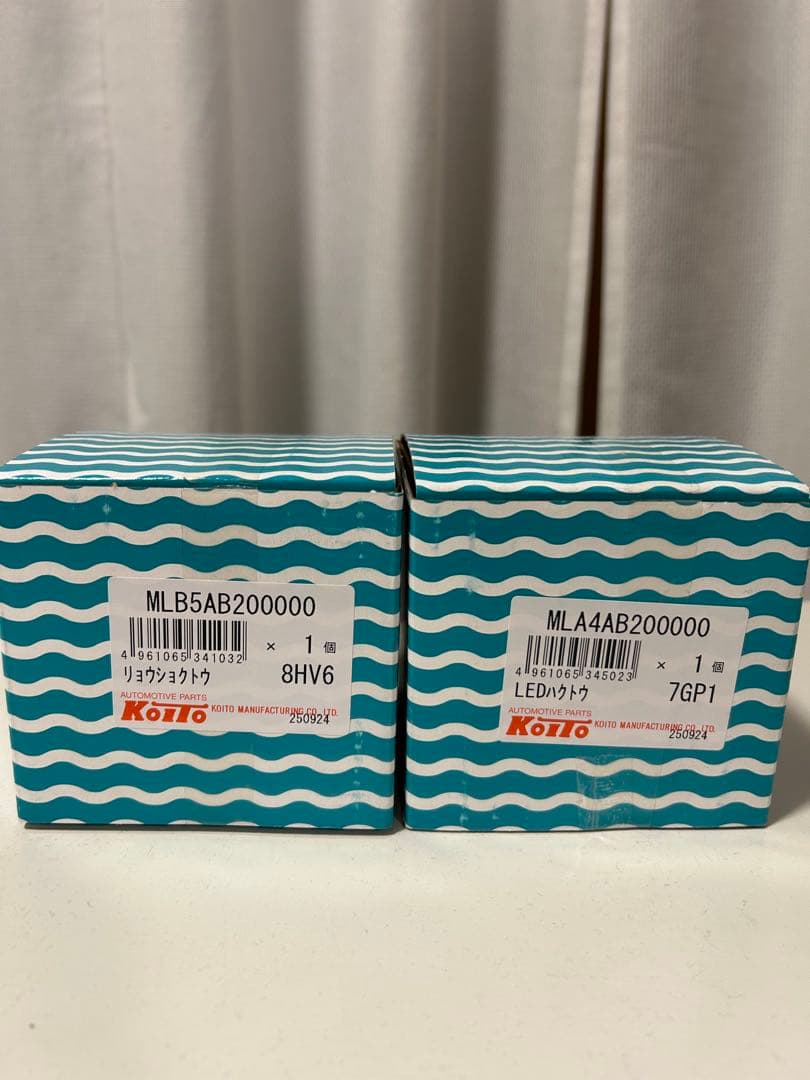 MLB5AB200000
× 1個
4 961065 341032
リョウショクトウ 8HV6
AUTOMOTIVE PARTS
KOITO KOITO MANUFACTURING CO., LTD.
250924
MLA4AB200000
× 1個
4 961065 345023
LEDハクトウ 7GP1
AUTOMOTIVE PARTS
KOITO KOITO MANUFACTURING CO., LTD.
250924